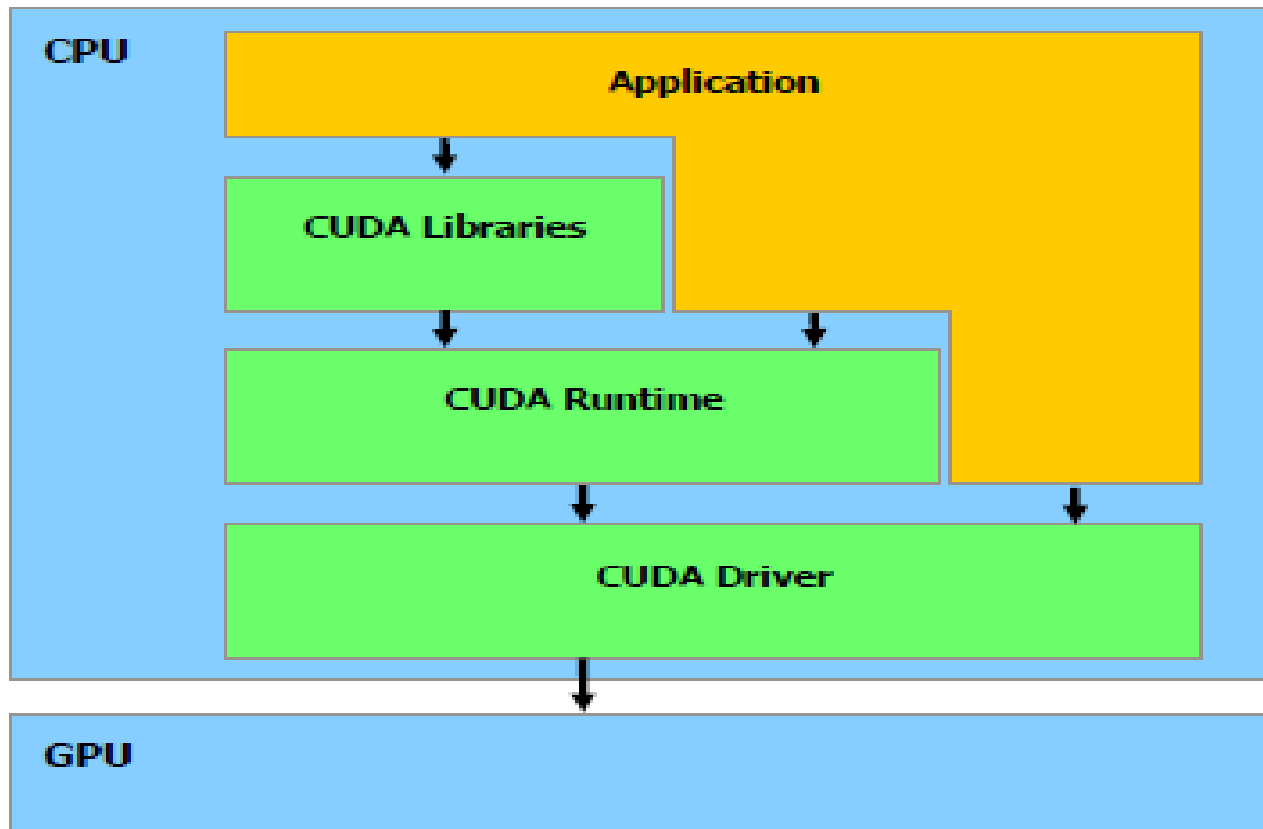 CPU
Application
CUDA Libraries
CUDA Runtime
CUDA Driver
GPU